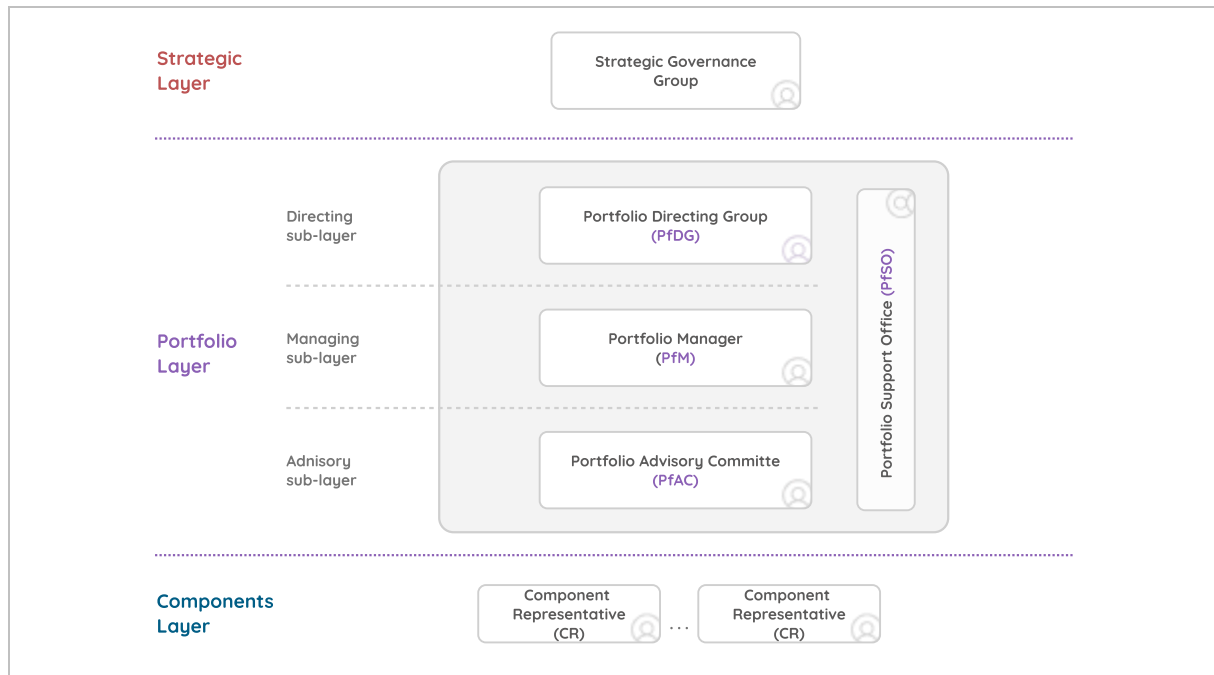 Strategic
Layer
Strategic Governance
Group
Directing
sub-layer
Portfolio Directing Group
(PfDG)
Portfolio
Layer
Managing
sub-layer
Portfolio Manager
(PfM)
Adnisory
sub-layer
Portfolio Advisory Committe
(PfAC)
Portfolio Support Office (PfSO)
Components
Layer
Component
Representative
(CR)
...
Component
Representative
(CR)